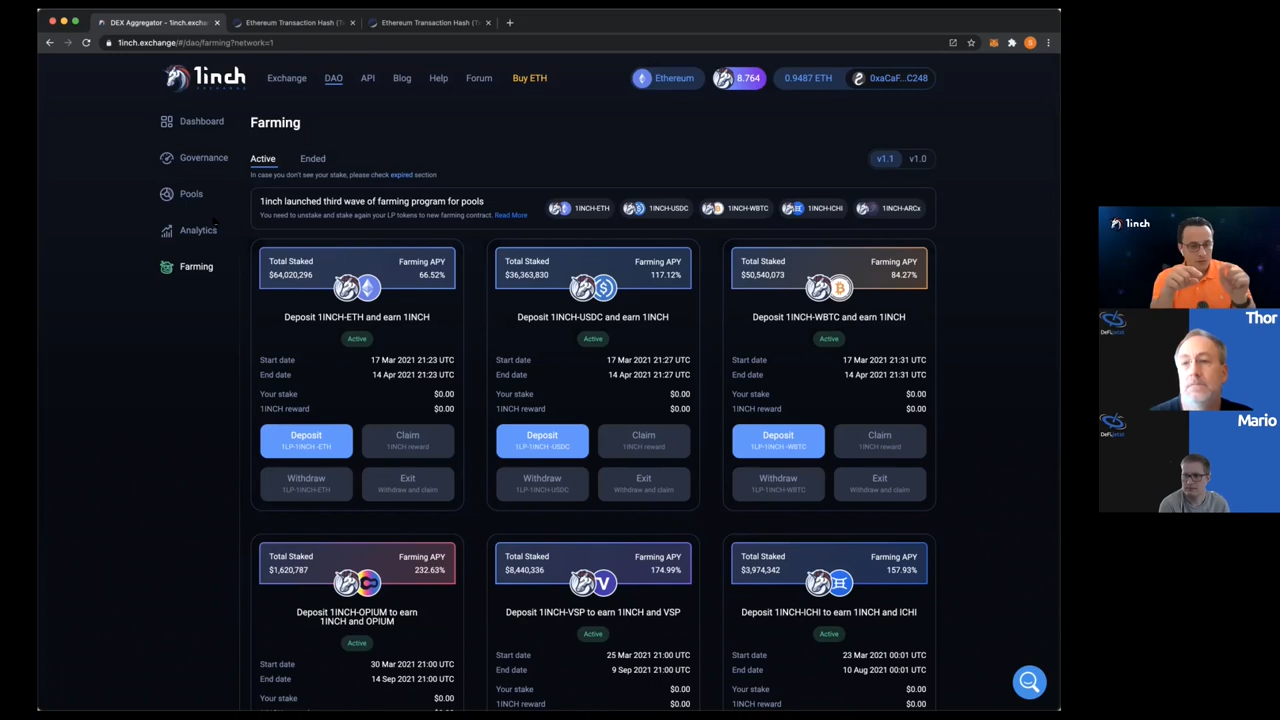 DEX Aggregator - 1inch.exchan
Ethereum Transaction Hash (T
Ethereum Transaction Hash (T
1inch.exchange/#/dao/farming?network=1
1inch
EXCHANGE
Exchange
DAO
API
Blog
Help
Forum
Buy ETH
Ethereum
8.764
0.9487 ETH
0xaCaF...C248
Dashboard
Governance
Pools
Analytics
Farming
Farming
Active
Ended
v1.1
v1.0
In case you don't see your stake, please check expired section
1inch launched third wave of farming program for pools
You need to unstake and stake again your LP tokens to new farming contract. Read More
1INCH-ETH
1INCH-USDC
1INCH-WBTC
1INCH-ICHI
1INCH-ARCx
Total Staked
Farming APY
$64,020,296
66.52%
Deposit 1INCH-ETH and earn 1INCH
Active
Start date
17 Mar 2021 21:23 UTC
End date
14 Apr 2021 21:23 UTC
Your stake
$0.00
1INCH reward
$0.00
Deposit
1LP-1INCH -ETH
Claim
1INCH reward
Withdraw
1LP-1INCH-ETH
Exit
Withdraw and claim
Total Staked
Farming APY
$36,363,830
117.12%
Deposit 1INCH-USDC and earn 1INCH
Active
Start date
17 Mar 2021 21:27 UTC
End date
14 Apr 2021 21:27 UTC
Your stake
$0.00
1INCH reward
$0.00
Deposit
1LP-1INCH -USDC
Claim
1INCH reward
Withdraw
1LP-1INCH-USDC
Exit
Withdraw and claim
Total Staked
Farming APY
$50,540,073
84.27%
Deposit 1INCH-WBTC and earn 1INCH
Active
Start date
17 Mar 2021 21:31 UTC
End date
14 Apr 2021 21:31 UTC
Your stake
$0.00
1INCH reward
$0.00
Deposit
1LP-1INCH -WBTC
Claim
1INCH reward
Withdraw
1LP-1INCH-WBTC
Exit
Withdraw and claim
Total Staked
Farming APY
$1,620,787
232.63%
Deposit 1INCH-OPIUM to earn
1INCH and OPIUM
Active
Start date
30 Mar 2021 21:00 UTC
End date
14 Sep 2021 21:00 UTC
Your stake
$0.00
Total Staked
Farming APY
$8,440,336
174.99%
Deposit 1INCH-VSP to earn 1INCH and VSP
Active
Start date
25 Mar 2021 21:00 UTC
End date
9 Sep 2021 21:00 UTC
Your stake
$0.00
Total Staked
Farming APY
$3,974,342
157.93%
Deposit 1INCH-ICHI to earn 1INCH and ICHI
Active
Start date
23 Mar 2021 00:01 UTC
End date
10 Aug 2021 00:01 UTC
Your stake
$0.00
1inch
Thor
Mario